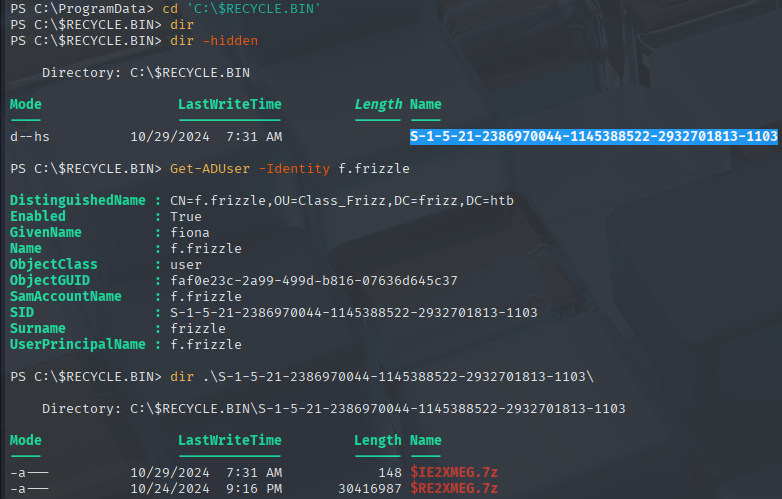 PS C:\ProgramData> cd 'C:\$RECYCLE.BIN'
PS C:\$RECYCLE.BIN> dir
PS C:\$RECYCLE.BIN> dir -hidden
Directory: C:\$RECYCLE.BIN
Mode LastWriteTime Length Name
---- ------------- ------ ----
d--hs 10/29/2024 7:31 AM S-1-5-21-2386970044-1145388522-2932701813-1103
PS C:\$RECYCLE.BIN> Get-ADUser -Identity f.frizzle
DistinguishedName : CN=f.frizzle,OU=Class_Frizz,DC=frizz,DC=htb
Enabled : True
GivenName : fiona
Name : f.frizzle
ObjectClass : user
ObjectGUID : faf0e23c-2a99-499d-b816-07636d645c37
SamAccountName : f.frizzle
SID : S-1-5-21-2386970044-1145388522-2932701813-1103
Surname : frizzle
UserPrincipalName : f.frizzle
PS C:\$RECYCLE.BIN> dir .\S-1-5-21-2386970044-1145388522-2932701813-1103\
Directory: C:\$RECYCLE.BIN\S-1-5-21-2386970044-1145388522-2932701813-1103
Mode LastWriteTime Length Name
---- ------------- ------ ----
-a--- 10/29/2024 7:31 AM 148 $IE2XMEG.7z
-a--- 10/24/2024 9:16 PM 30416987 $RE2XMEG.7z